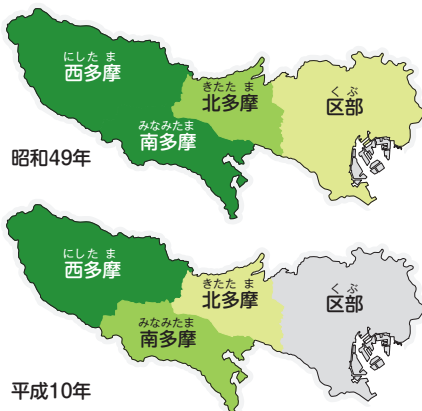 にしたま
西多摩
きたたま
北多摩
くぶ
区部
みなみたま
南多摩
昭和49年
にしたま
西多摩
きたたま
北多摩
くぶ
区部
みなみたま
南多摩
平成10年